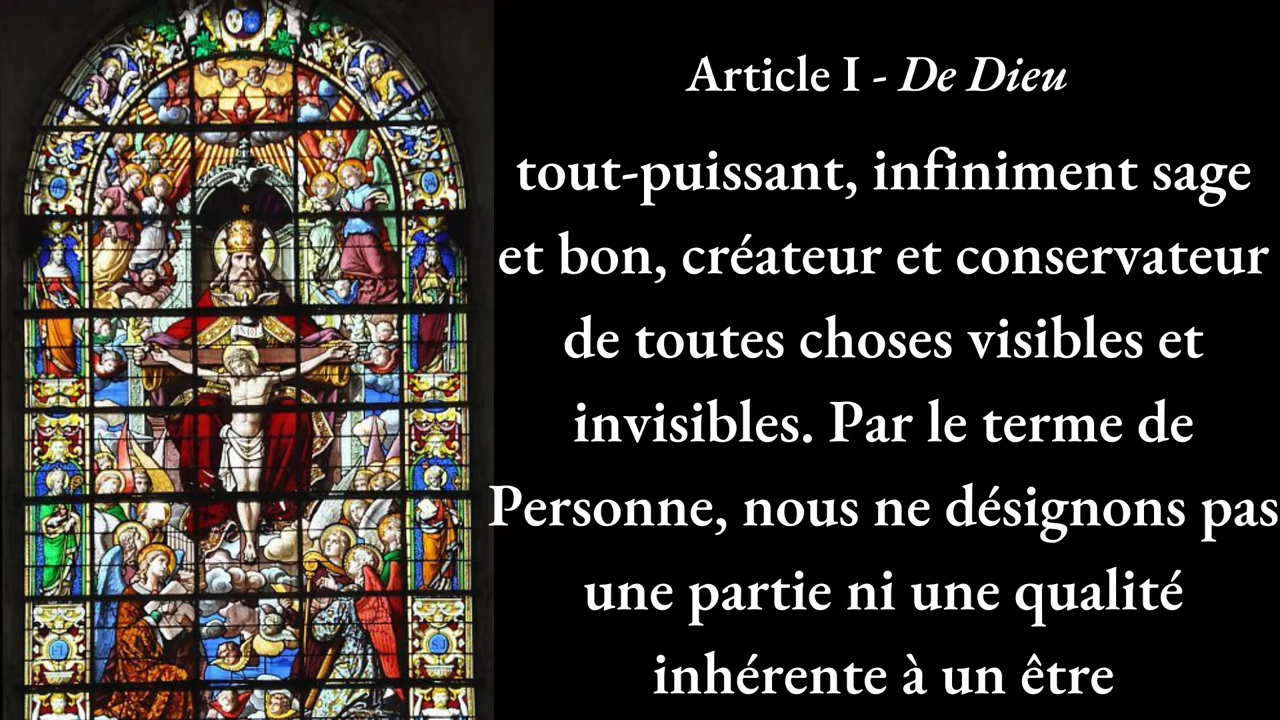 Article I - De Dieu
tout-puissant, infiniment sage
et bon, créateur et conservateur
de toutes choses visibles et
invisibles. Par le terme de
Personne, nous ne désignons pas
une partie ni une qualité
inhérente à un être